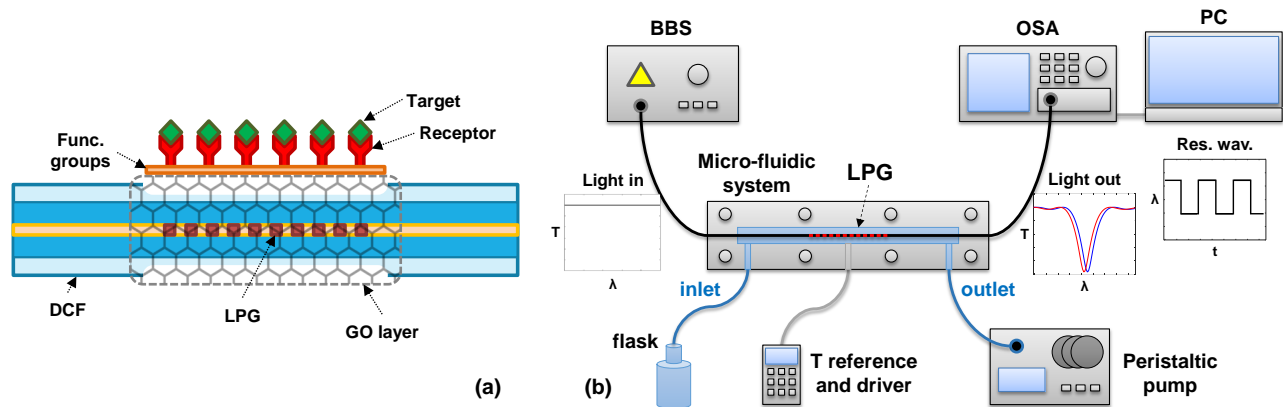 Target
Receptor
Func.
groups
DCF
LPG
GO layer
(a)
BBS
OSA
PC
Micro-fluidic
system
LPG
Light in
T
λ
Light out
T
λ
Res. wav.
λ
t
inlet
outlet
flask
T reference
and driver
Peristaltic
pump
(b)